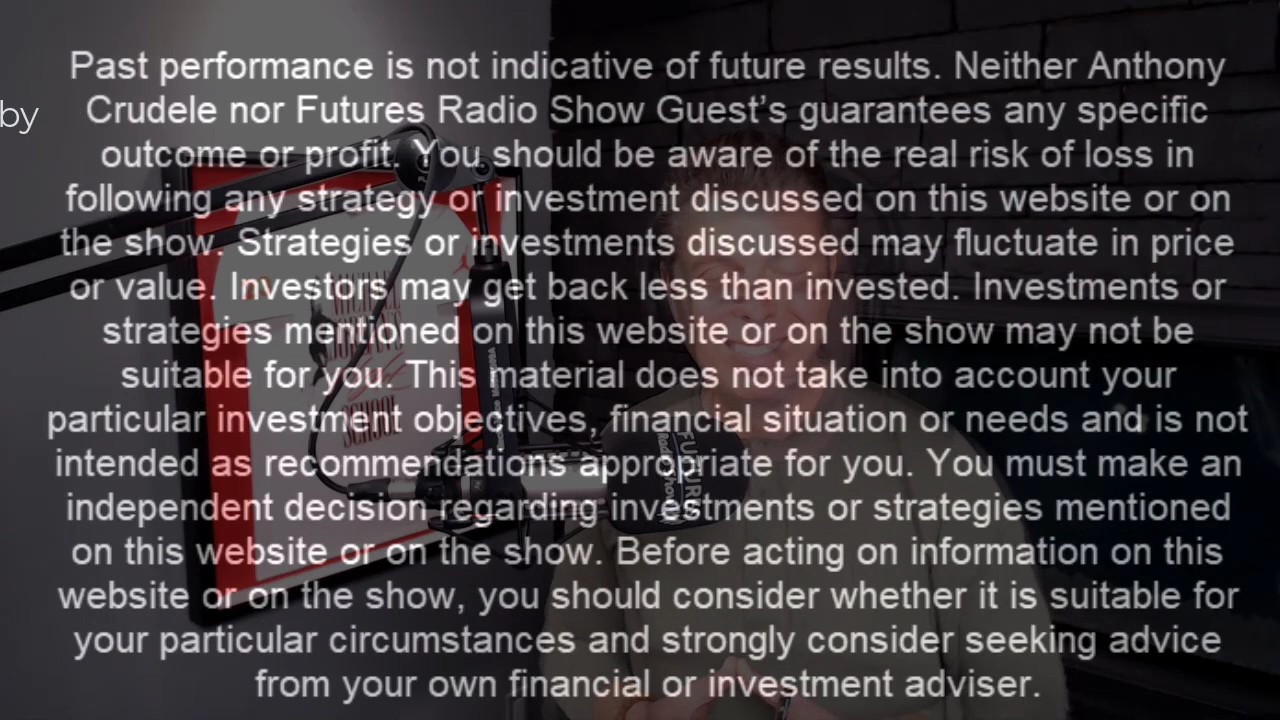 Past performance is not indicative of future results. Neither Anthony
by
Crudele nor Futures Radio Show Guest's guarantees any specific
outcome or profit. You should be aware of the real risk of loss in
following any strategy or investment discussed on this website or on
the show. Strategies or investments discussed may fluctuate in price
or value. Investors may get back less than invested. Investments or
strategies mentioned on this website or on the show may not be
suitable for you. This material does not take into account your
particular investment objectives, financial situation or needs and is not
intended as recommendations appropriate for you. You must make an
independent decision regarding investments or strategies mentioned
on this website or on the show. Before acting on information on this
website or on the show, you should consider whether it is suitable for
your particular circumstances and strongly consider seeking advice
from your own financial or investment adviser.
SCHOOL
FUTURES
Radio Show